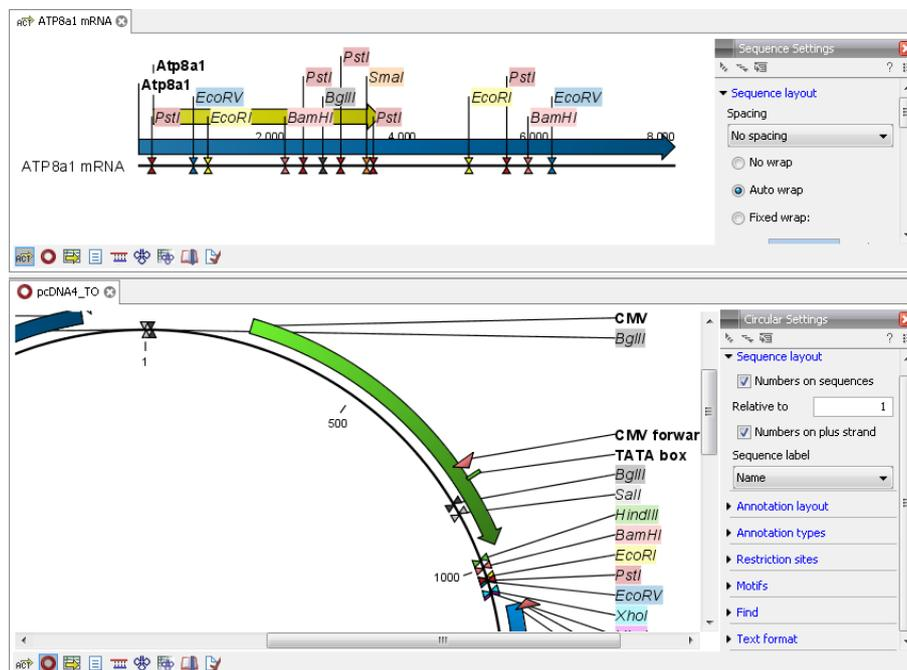 ATP8a1 mRNA
Sequence Settings
PstI
Atp8a1
SmaI
PstI
PstI
Atp8a1
EcoRV
BglII
EcoRI
EcoRV
PstI
EcoRI
BamHI
PstI
BamHI
2,000
4,000
6,000
8,000
ATP8a1 mRNA
?
Sequence layout
Spacing
No spacing
No wrap
Auto wrap
Fixed wrap:
pcDNA4_TO
1
500
1000
CMV
BglII
CMV forwar
TATA box
BglII
SalI
HindIII
BamHI
EcoRI
PstI
EcoRV
XhoI
Circular Settings
?
Sequence layout
Numbers on sequences
Relative to 1
Numbers on plus strand
Sequence label
Name
Annotation layout
Annotation types
Restriction sites
Motifs
Find
Text format